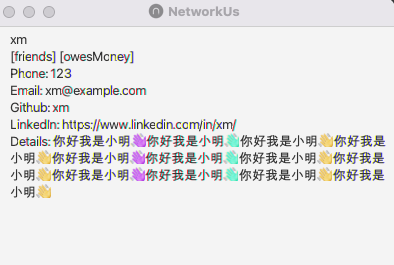 NetworkUs
xm
[friends] [owesMoney]
Phone: 123
Email: xm@example.com
Github: xm
LinkedIn: https://www.linkedin.com/in/xm/
Details: 你好我是小明👋你好我是小明👋你好我是小明👋你好我是
小明👋你好我是小明👋你好我是小明👋你好我是小明👋你好我是
小明👋你好我是小明👋你好我是小明👋你好我是小明👋你好我是
小明👋